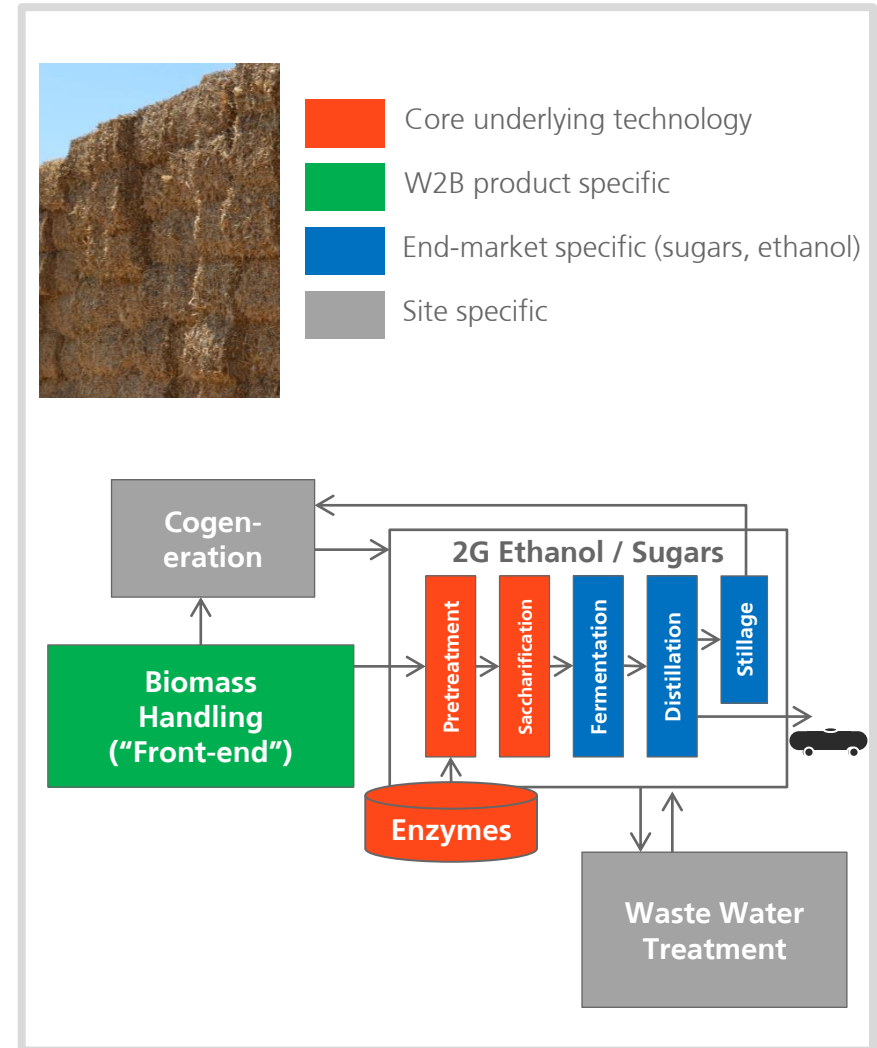 Core underlying technology
W2B product specific
End-market specific (sugars, ethanol)
Site specific
Cogen-
eration
2G Ethanol / Sugars
Pretreatment
Saccharification
Fermentation
Distillation
Stillage
Biomass
Handling
(“Front-end”)
Enzymes
Waste Water
Treatment